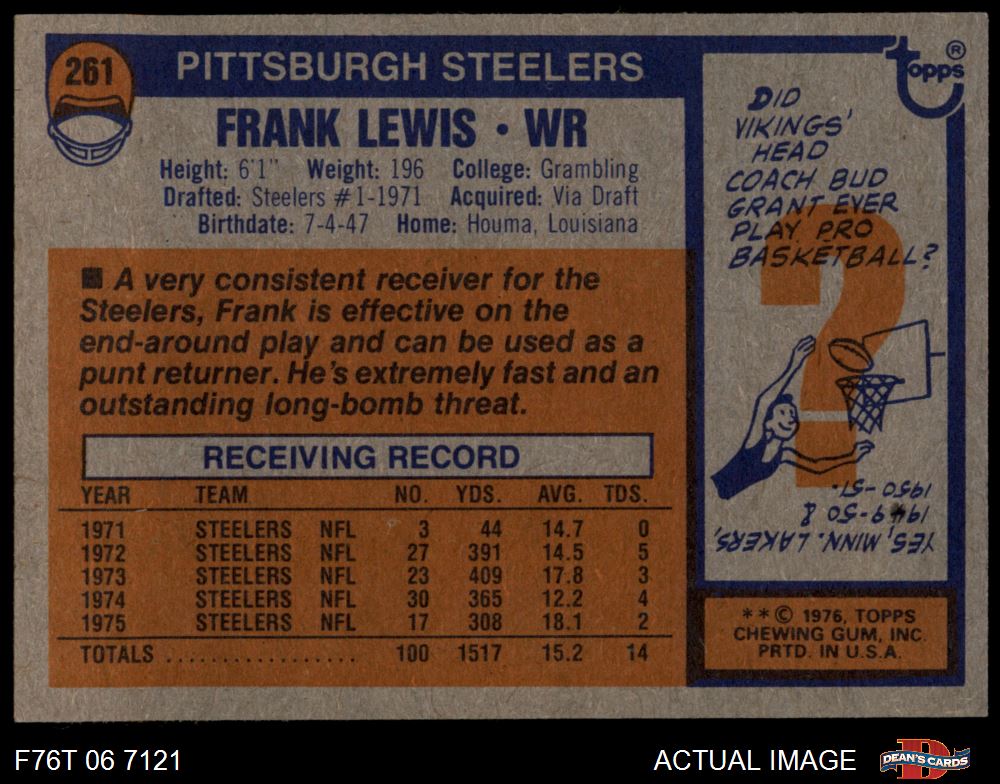 261
PITTSBURGH STEELERS
FRANK LEWIS • WR
Height: 6'1" Weight: 196 College: Grambling
Drafted: Steelers #1-1971 Acquired: Via Draft
Birthdate: 7-4-47 Home: Houma, Louisiana
■ A very consistent receiver for the
Steelers, Frank is effective on the
end-around play and can be used as a
punt returner. He's extremely fast and an
outstanding long-bomb threat.
RECEIVING RECORD
YEAR TEAM NO. YDS. AVG. TDS.
1971 STEELERS NFL 3 44 14.7 0
1972 STEELERS NFL 27 391 14.5 5
1973 STEELERS NFL 23 409 17.8 3
1974 STEELERS NFL 30 365 12.2 4
1975 STEELERS NFL 17 308 18.1 2
TOTALS .................. 100 1517 15.2 14
topps ®
DID
VIKINGS'
HEAD
COACH BUD
GRANT EVER
PLAY PRO
BASKETBALL?
?
YES, MINN. LAKERS,
1949-50 &
1950-51.
** © 1976, TOPPS
CHEWING GUM, INC.
PRTD. IN U.S.A.
F76T 06 7121
ACTUAL IMAGE
D
DEAN'S CARDS